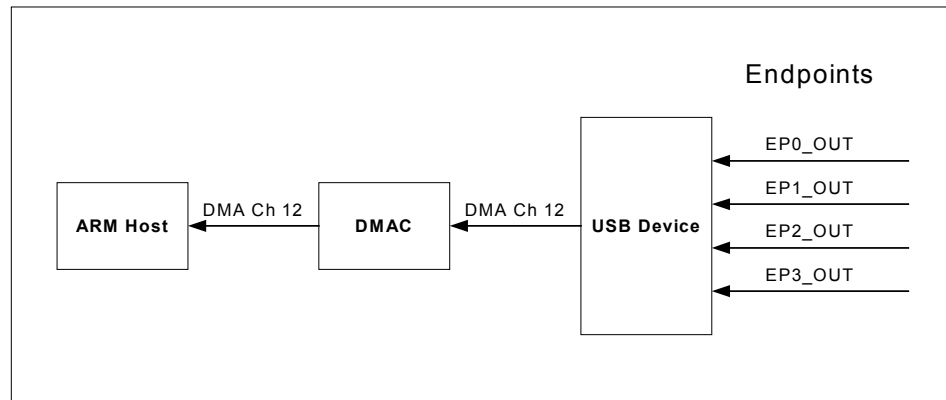 Endpoints
EP0_OUT
EP1_OUT
DMA Ch 12
DMA Ch 12
ARM Host
DMAC
USB Device
EP2_OUT
EP3_OUT